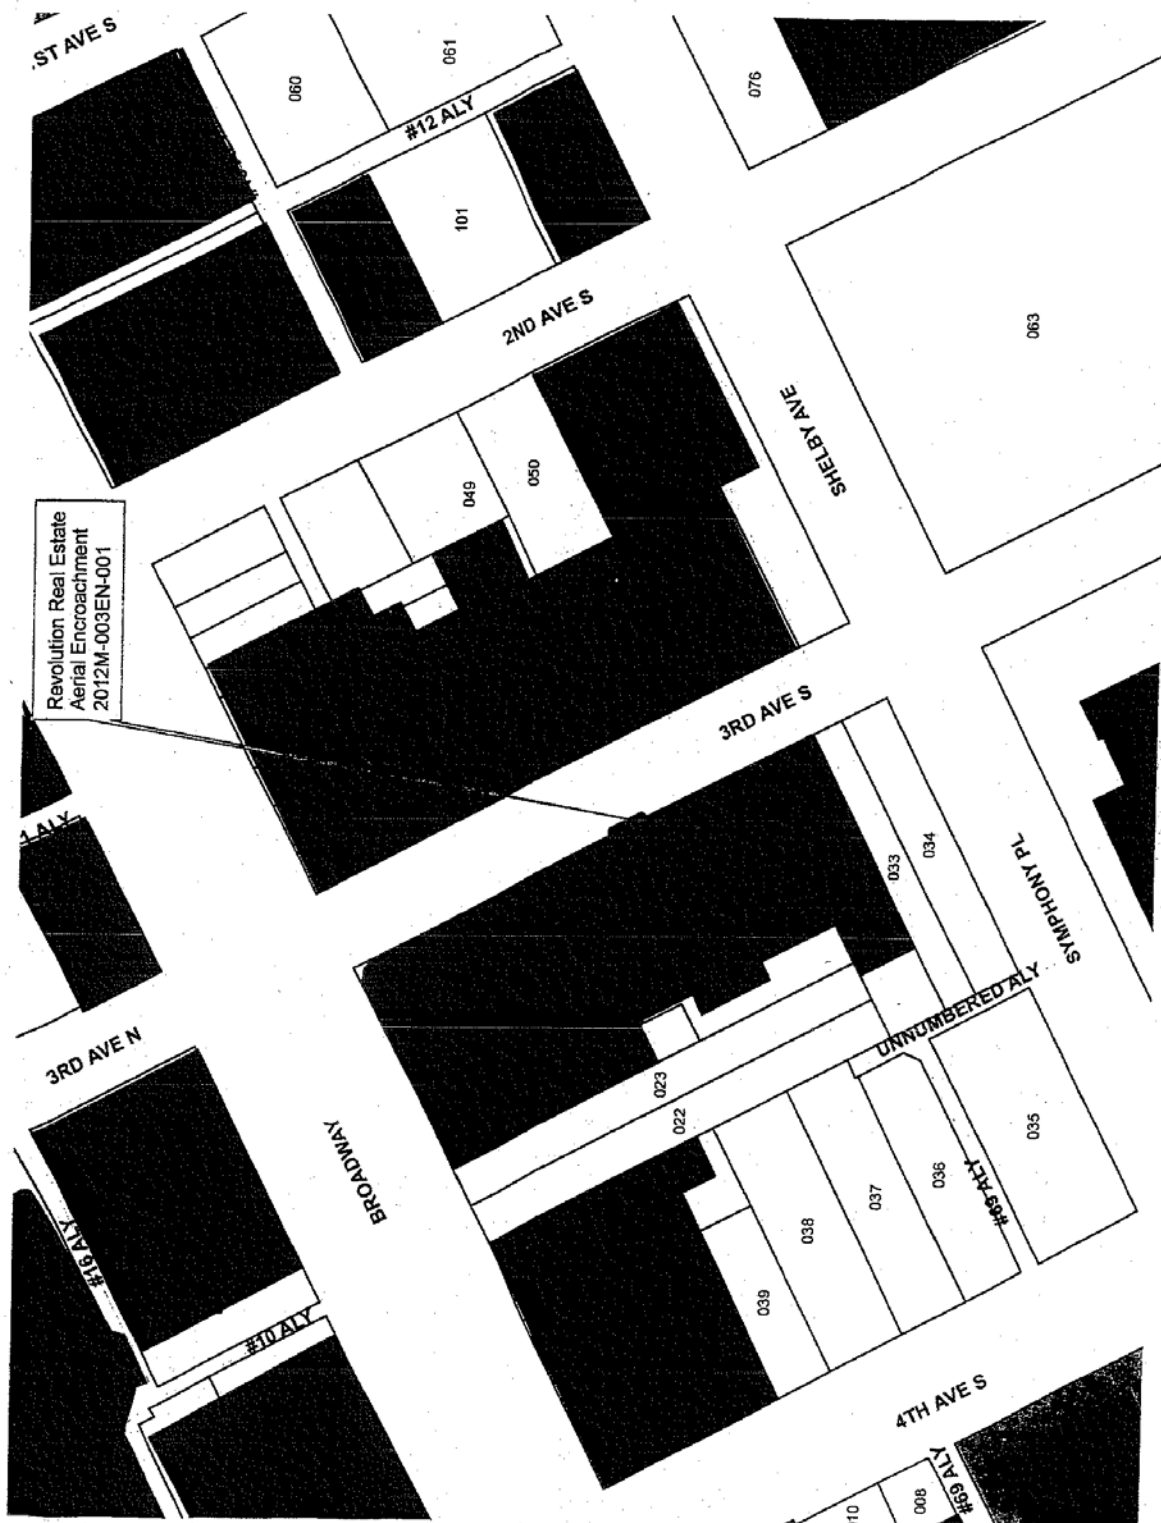 .ST AVE S
060
061
#12 ALY
076
101
2ND AVE S
063
SHELBY AVE
049
050
Revolution Real Estate
Aerial Encroachment
2012M-003EN-001
3RD AVE S
033
034
SYMPHONY PL
UNNUMBERED ALY
3RD AVE N
BROADWAY
023
022
035
036
#69 ALY
037
038
039
#16 ALY
#10 ALY
4TH AVE S
#69 ALY
008